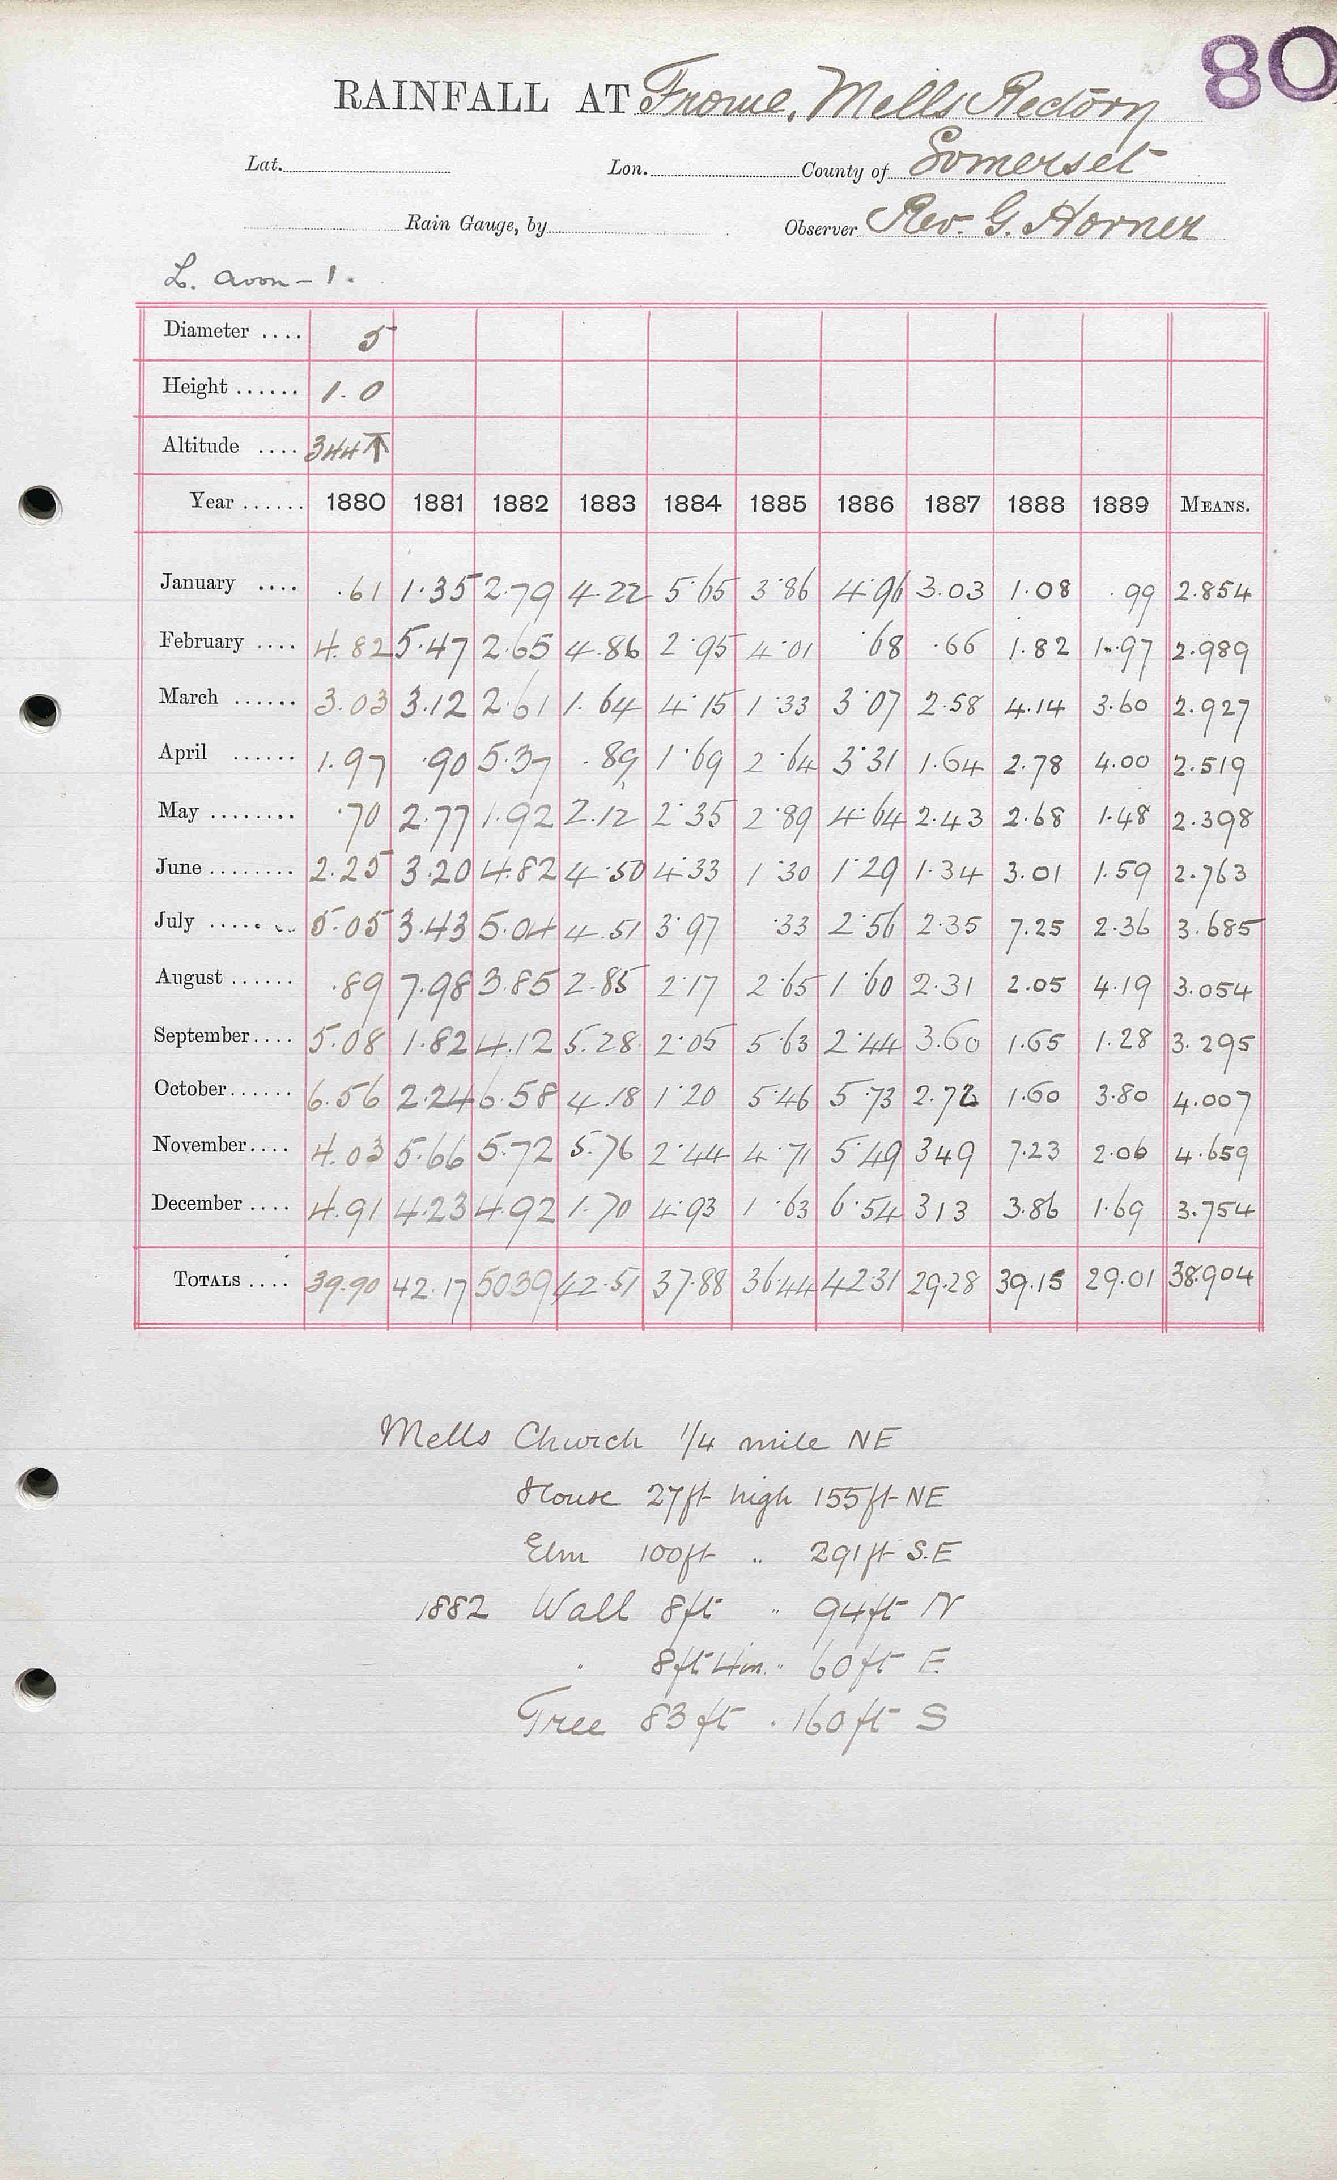 80
RAINFALL AT Frome, Mells Rectory
Lat. Lon. County of Somerset
Rain Gauge, by Observer Rev. G. Horner
L. Avon - 1.
Diameter .... 5
Height ...... 1.0
Altitude .... 344 T
Year ...... 1880 1881 1882 1883 1884 1885 1886 1887 1888 1889 MEANS.
January .... .61 1.35 2.79 4.22 5.65 3.86 4.96 3.03 1.08 .99 2.854
February .... 4.82 5.47 2.65 4.86 2.95 4.01 .68 .66 1.82 1.97 2.989
March ...... 3.03 3.12 2.61 1.64 4.15 1.33 3.07 2.58 4.14 3.60 2.927
April ...... 1.97 .90 5.37 .89 1.69 2.64 3.31 1.64 2.78 4.00 2.519
May ........ .70 2.77 1.92 2.12 2.35 2.89 4.64 2.43 2.68 1.48 2.398
June ........ 2.25 3.20 4.82 4.50 4.33 1.30 1.29 1.34 3.01 1.59 2.763
July ........ 5.05 3.43 5.04 4.51 3.97 .33 2.56 2.35 7.25 2.36 3.685
August ...... .89 7.98 3.85 2.85 2.17 2.65 1.60 2.31 2.05 4.19 3.054
September .... 5.08 1.82 4.12 5.28 2.05 5.63 2.44 3.60 1.65 1.28 3.295
October ...... 6.56 2.24 6.58 4.18 1.20 5.46 5.73 2.72 1.60 3.80 4.007
November .... 4.03 5.66 5.72 5.76 2.44 4.71 5.49 349 7.23 2.06 4.659
December .... 4.91 4.23 4.92 1.70 4.93 1.63 6.54 313 3.86 1.69 3.754
TOTALS .... 39.90 42.17 5039 42.51 37.88 36.44 4231 29.28 39.15 29.01 38.904
Mells Church 1/4 mile NE
House 27ft high 155ft NE
Elm 100ft " 291ft S.E
1882 Wall 8ft " 94ft N
" 8ft 4in " 60ft E
Tree 83ft " 160ft S